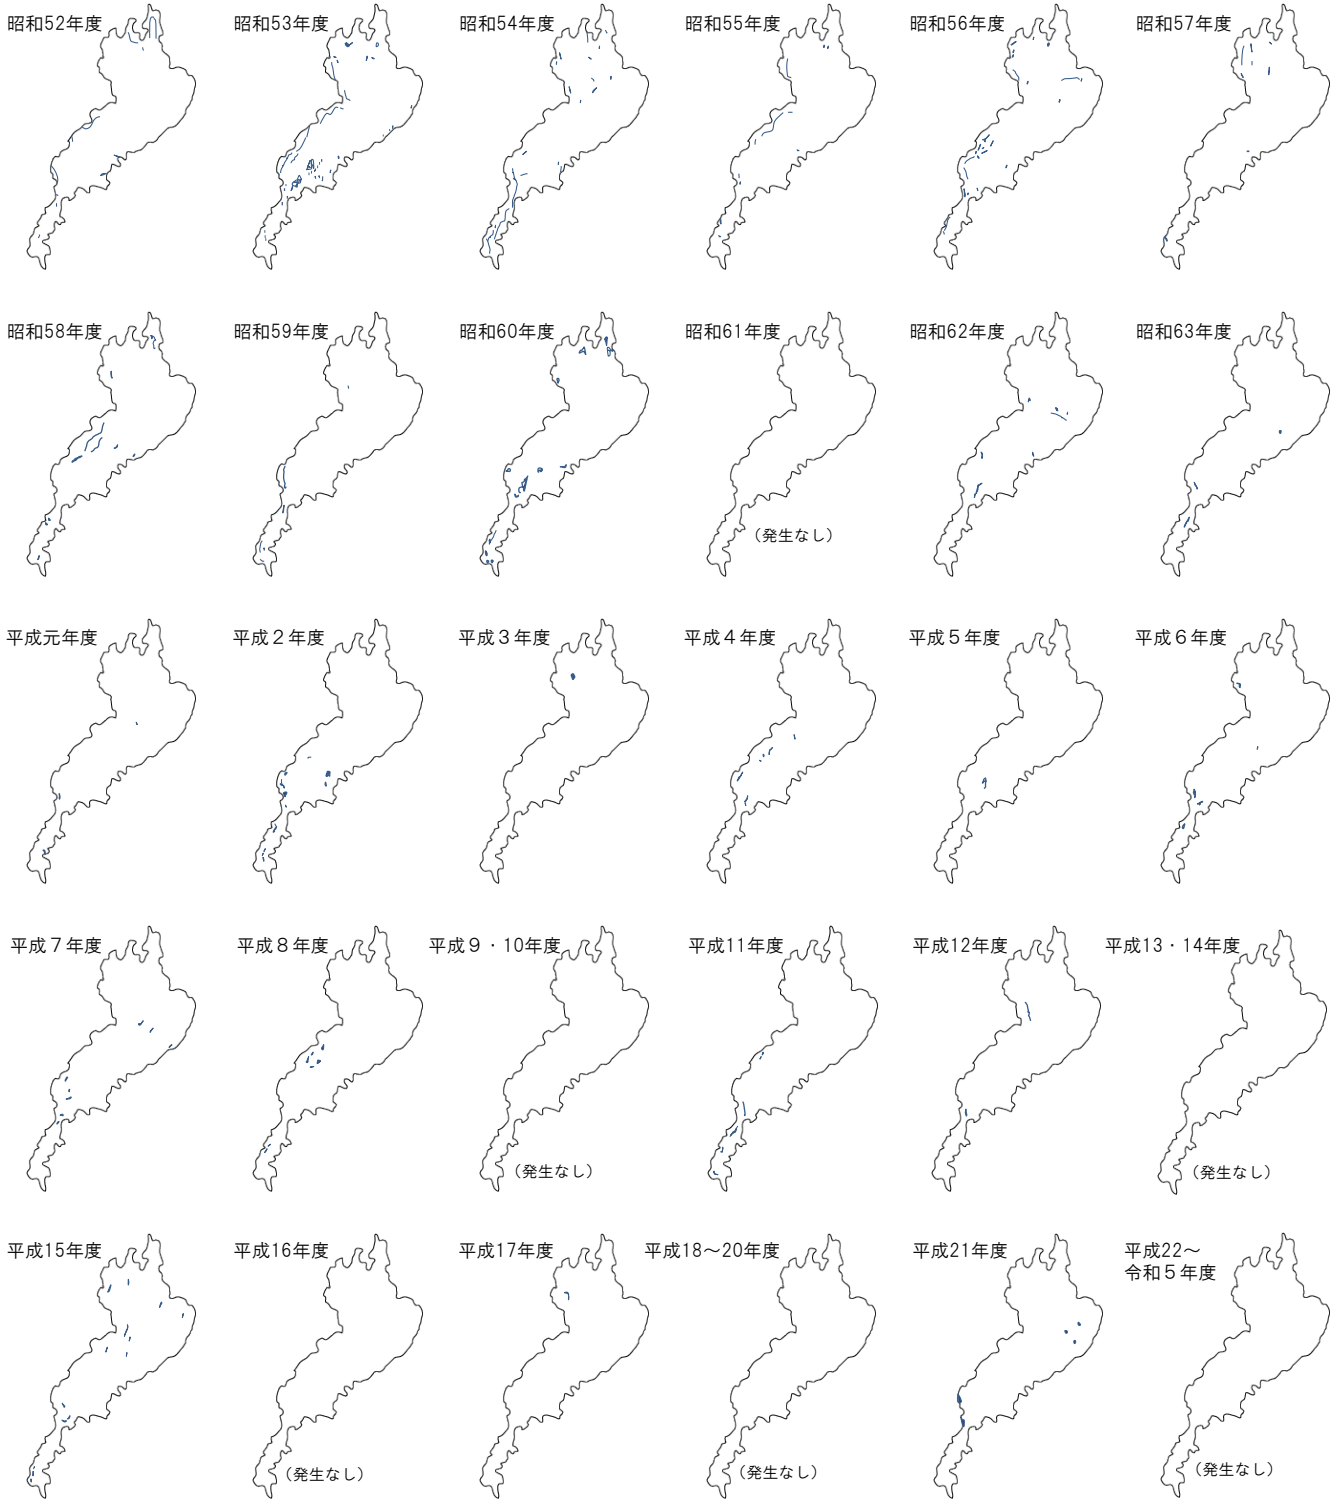 昭和52年度
昭和53年度
昭和54年度
昭和55年度
昭和56年度
昭和57年度
昭和58年度
昭和59年度
昭和60年度
昭和61年度
（発生なし）
昭和62年度
昭和63年度
平成元年度
平成２年度
平成３年度
平成４年度
平成５年度
平成６年度
平成７年度
平成８年度
平成９・10年度
（発生なし）
平成11年度
平成12年度
平成13・14年度
（発生なし）
平成15年度
平成16年度
（発生なし）
平成17年度
平成18～20年度
（発生なし）
平成21年度
平成22～
令和５年度
（発生なし）